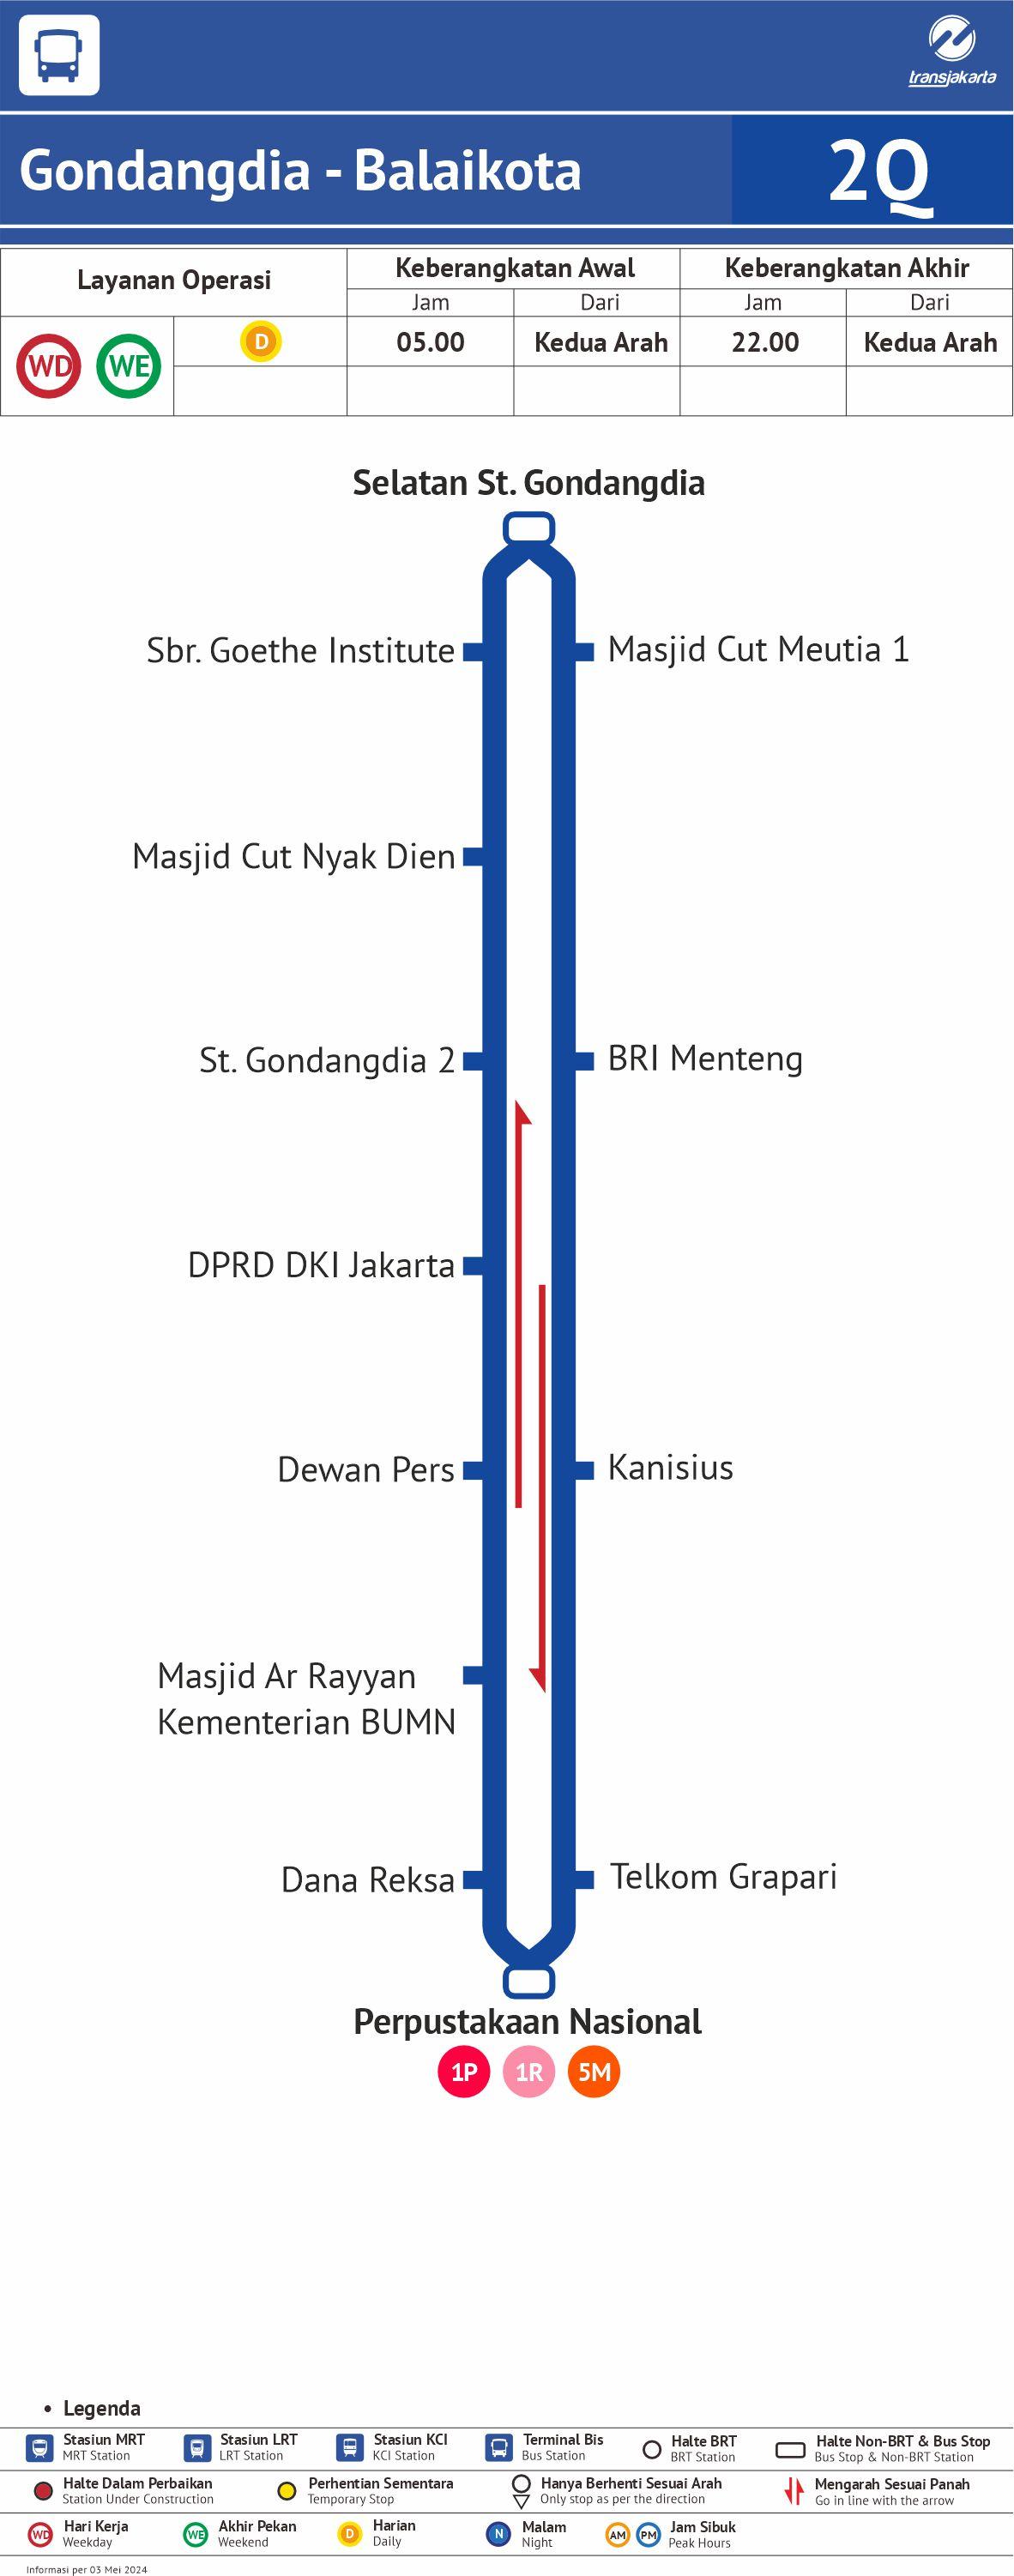 transjakarta
Gondangdia - Balaikota
2Q
Layanan Operasi
Keberangkatan Awal
Keberangkatan Akhir
Jam
Dari
Jam
Dari
WD
WE
D
05.00
Kedua Arah
22.00
Kedua Arah
Selatan St. Gondangdia
Sbr. Goethe Institute
Masjid Cut Meutia 1
Masjid Cut Nyak Dien
St. Gondangdia 2
BRI Menteng
DPRD DKI Jakarta
Dewan Pers
Kanisius
Masjid Ar Rayyan
Kementerian BUMN
Dana Reksa
Telkom Grapari
Perpustakaan Nasional
1P
1R
5M
• Legenda
Stasiun MRT
MRT Station
Stasiun LRT
LRT Station
Stasiun KCI
KCI Station
Terminal Bis
Bus Station
Halte BRT
BRT Station
Halte Non-BRT & Bus Stop
Bus Stop & Non-BRT Station
Halte Dalam Perbaikan
Station Under Construction
Perhentian Sementara
Temporary Stop
Hanya Berhenti Sesuai Arah
Only stop as per the direction
Mengarah Sesuai Panah
Go in line with the arrow
WD
Hari Kerja
Weekday
WE
Akhir Pekan
Weekend
D
Harian
Daily
N
Malam
Night
AM
PM
Jam Sibuk
Peak Hours
Informasi per 03 Mei 2024